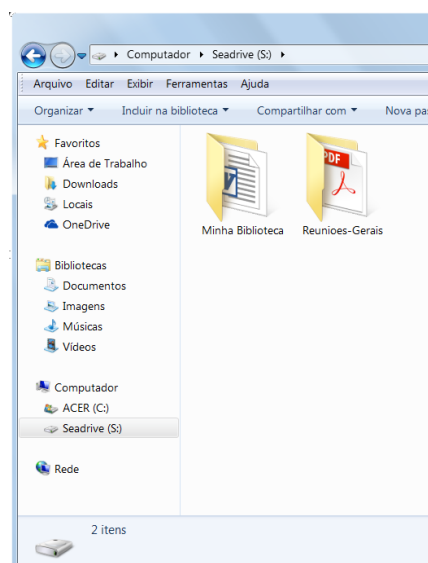 Computador Seadrive (S:)
Arquivo Editar Exibir Ferramentas Ajuda
Organizar Incluir na biblioteca Compartilhar com Nova pas
Favoritos
Área de Trabalho
Downloads
Locais
OneDrive
Bibliotecas
Documentos
Imagens
Músicas
Vídeos
Computador
ACER (C:)
Seadrive (S:)
Rede
W
PDF
Minha Biblioteca Reunioes-Gerais
2 itens